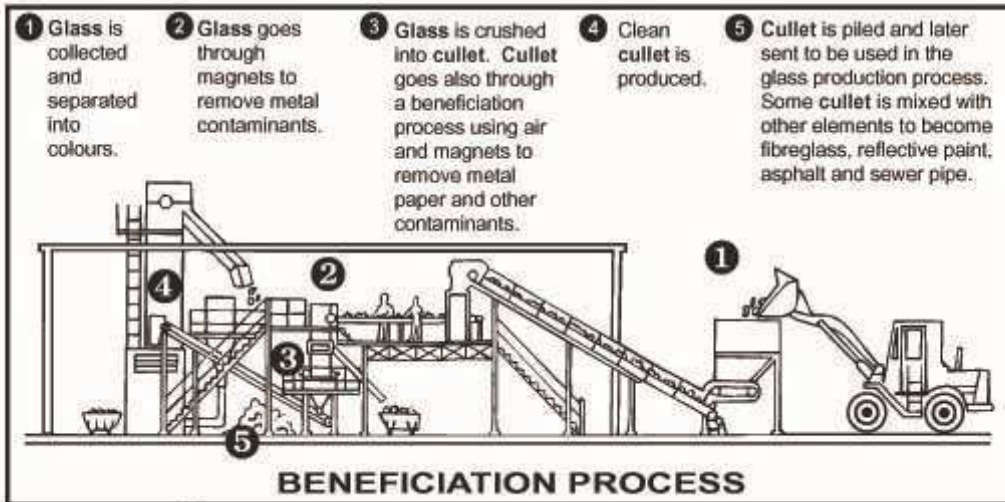 1 Glass is
collected
and
separated
into
colours.
2 Glass goes
through
magnets to
remove metal
contaminants.
3 Glass is crushed
into cullet. Cullet
goes also through
a beneficiation
process using air
and magnets to
remove metal
paper and other
contaminants.
4 Clean
cullet is
produced.
5 Cullet is piled and later
sent to be used in the
glass production process.
Some cullet is mixed with
other elements to become
fibreglass, reflective paint,
asphalt and sewer pipe.
1
2
4
3
5
BENEFICIATION PROCESS